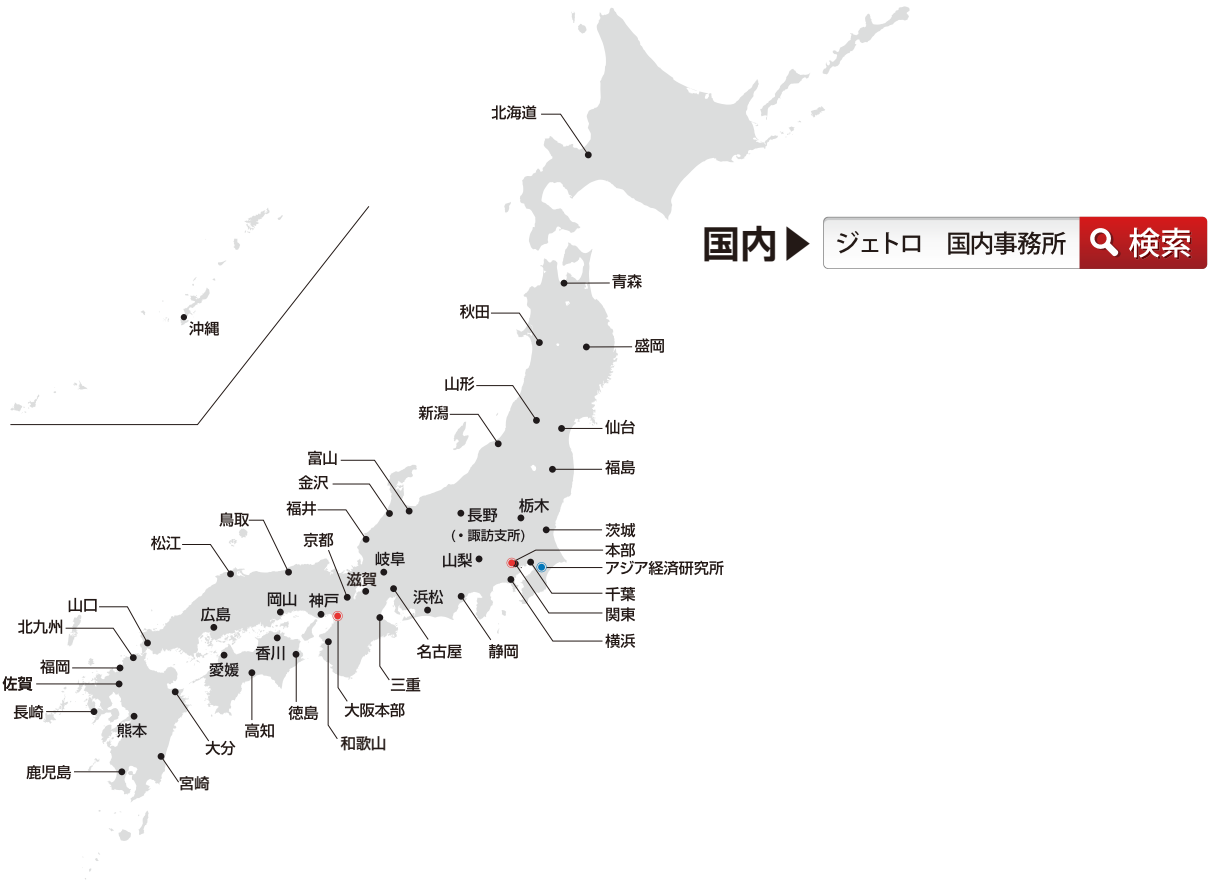 北海道
国内
ジェトロ 国内事務所
検索
青森
秋田
沖縄
盛岡
山形
新潟
仙台
富山
福島
金沢
福井
栃木
長野
鳥取
(・諏訪支所)
茨城
京都
松江
本部
岐阜
山梨
アジア経済研究所
滋賀
千葉
浜松
岡山
神戸
山口
広島
関東
北九州
横浜
香川
名古屋
静岡
福岡
愛媛
佐賀
三重
長崎
徳島
大阪本部
熊本
高知
和歌山
大分
鹿児島
宮崎